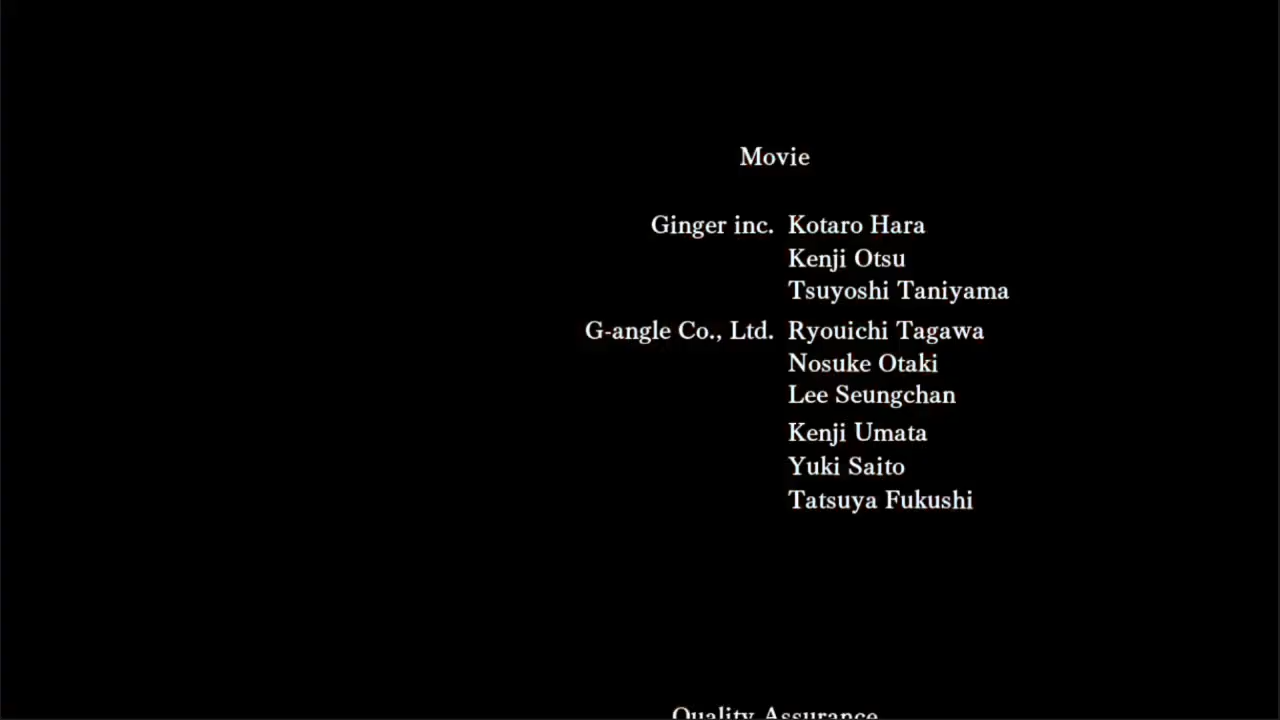 Movie
Ginger inc. Kotaro Hara
Kenji Otsu
Tsuyoshi Taniyama
G-angle Co., Ltd. Ryouichi Tagawa
Nosuke Otaki
Lee Seungchan
Kenji Umata
Yuki Saito
Tatsuya Fukushi
Quality Assurance